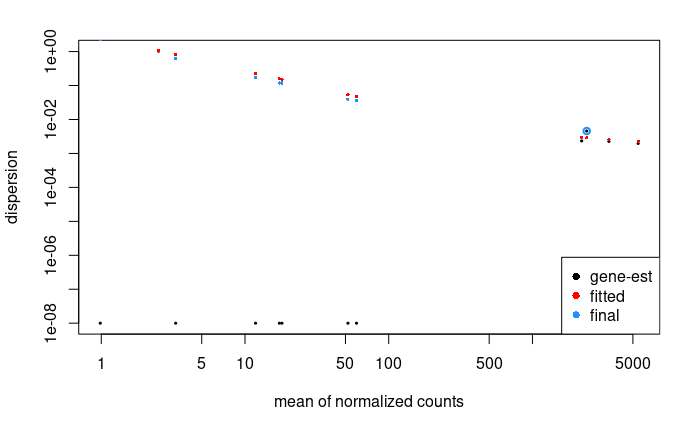 dispersion
1e+00
1e-02
1e-04
1e-06
1e-08
gene-est
fitted
final
1 5 10 50 100 500 5000
mean of normalized counts